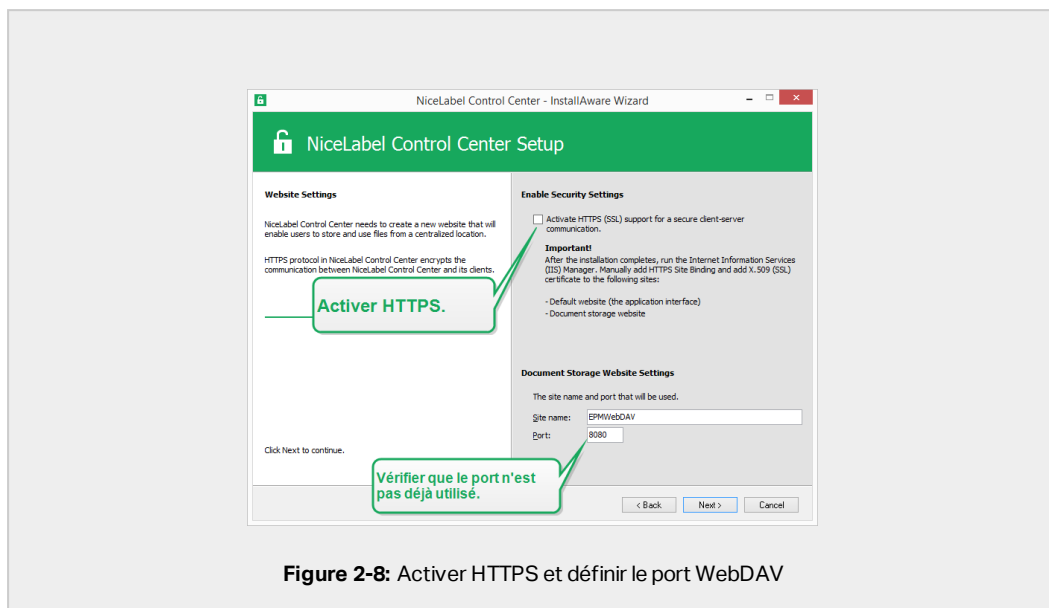 NiceLabel Control Center - InstallAware Wizard
NiceLabel Control Center Setup
Website Settings
NiceLabel Control Center needs to create a new website that will
enable users to store and use files from a centralized location.
HTTPS protocol in NiceLabel Control Center encrypts the
communication between NiceLabel Control Center and its clients.
Activer HTTPS.
Click Next to continue.
Enable Security Settings
Activate HTTPS (SSL) support for a secure client-server
communication.
Important!
After the installation completes, run the Internet Information Services
(IIS) Manager. Manually add HTTPS Site Binding and add X.509 (SSL)
certificate to the following sites:
- Default website (the application interface)
- Document storage website
Document Storage Website Settings
The site name and port that will be used.
Site name: EPMWebDAV
Port: 8080
Vérifier que le port n'est
pas déjà utilisé.
< Back Next > Cancel
Figure 2-8: Activer HTTPS et définir le port WebDAV